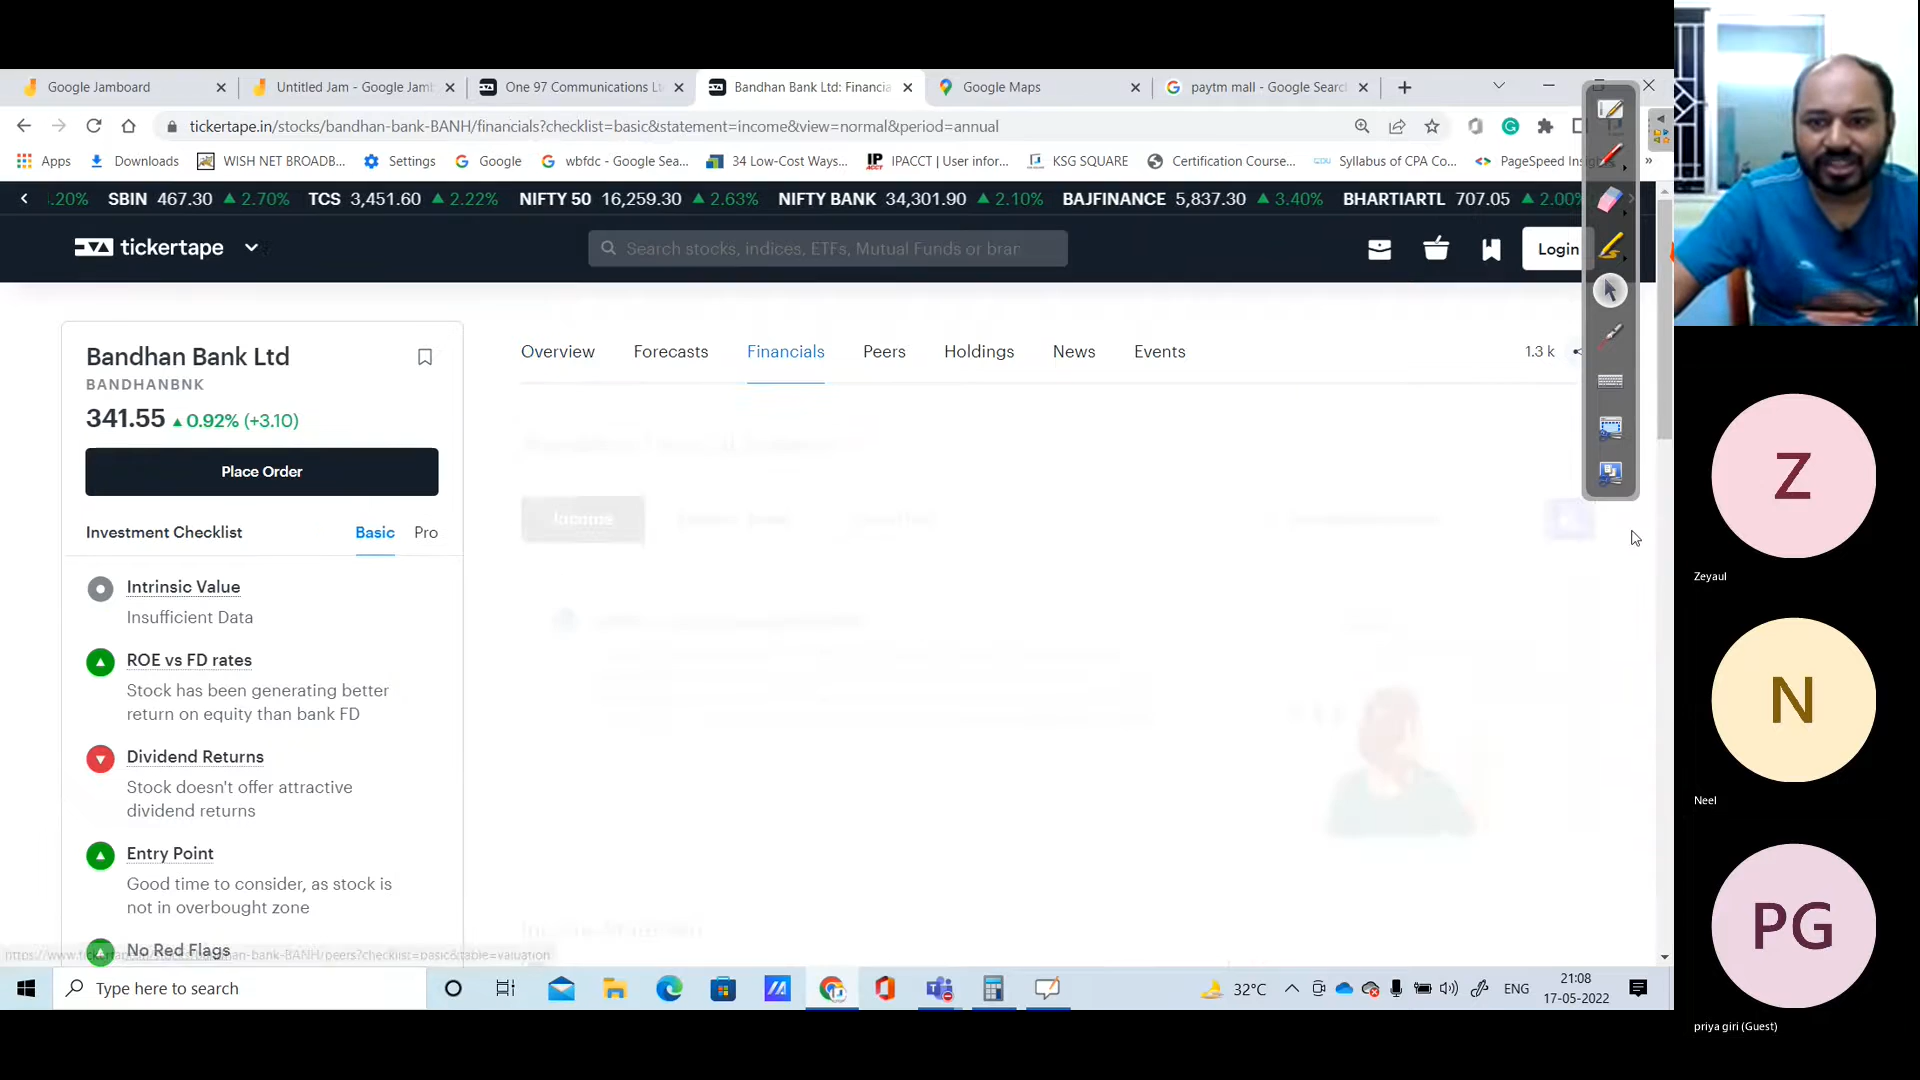 Google Jamboard
Untitled Jam - Google Jamb
One 97 Communications Lt
Bandhan Bank Ltd: Financia
Google Maps
paytm mall - Google Search
tickertape.in/stocks/bandhan-bank-BANH/financials?checklist=basic&statement=income&view=normal&period=annual
Apps
Downloads
WISH NET BROADB...
Settings
Google
wbfdc - Google Sea...
34 Low-Cost Ways...
IPACCT | User infor...
KSG SQUARE
Certification Course...
Syllabus of CPA Co...
PageSpeed Insig
.20% SBIN 467.30 ▲ 2.70% TCS 3,451.60 ▲ 2.22% NIFTY 50 16,259.30 ▲ 2.63% NIFTY BANK 34,301.90 ▲ 2.10% BAJFINANCE 5,837.30 ▲ 3.40% BHARTIARTL 707.05 ▲ 2.00%
tickertape
Search stocks, indices, ETFs, Mutual Funds or bran
Login
Bandhan Bank Ltd
BANDHANBNK
341.55 ▲ 0.92% (+3.10)
Place Order
Investment Checklist
Basic
Pro
Intrinsic Value
Insufficient Data
ROE vs FD rates
Stock has been generating better
return on equity than bank FD
Dividend Returns
Stock doesn't offer attractive
dividend returns
Entry Point
Good time to consider, as stock is
not in overbought zone
No Red Flags
Overview
Forecasts
Financials
Peers
Holdings
News
Events
1.3 k
Income
Income Statement
Type here to search
32°C
ENG
21:08
17-05-2022
Z
Zeyaul
N
Neel
PG
priya giri (Guest)